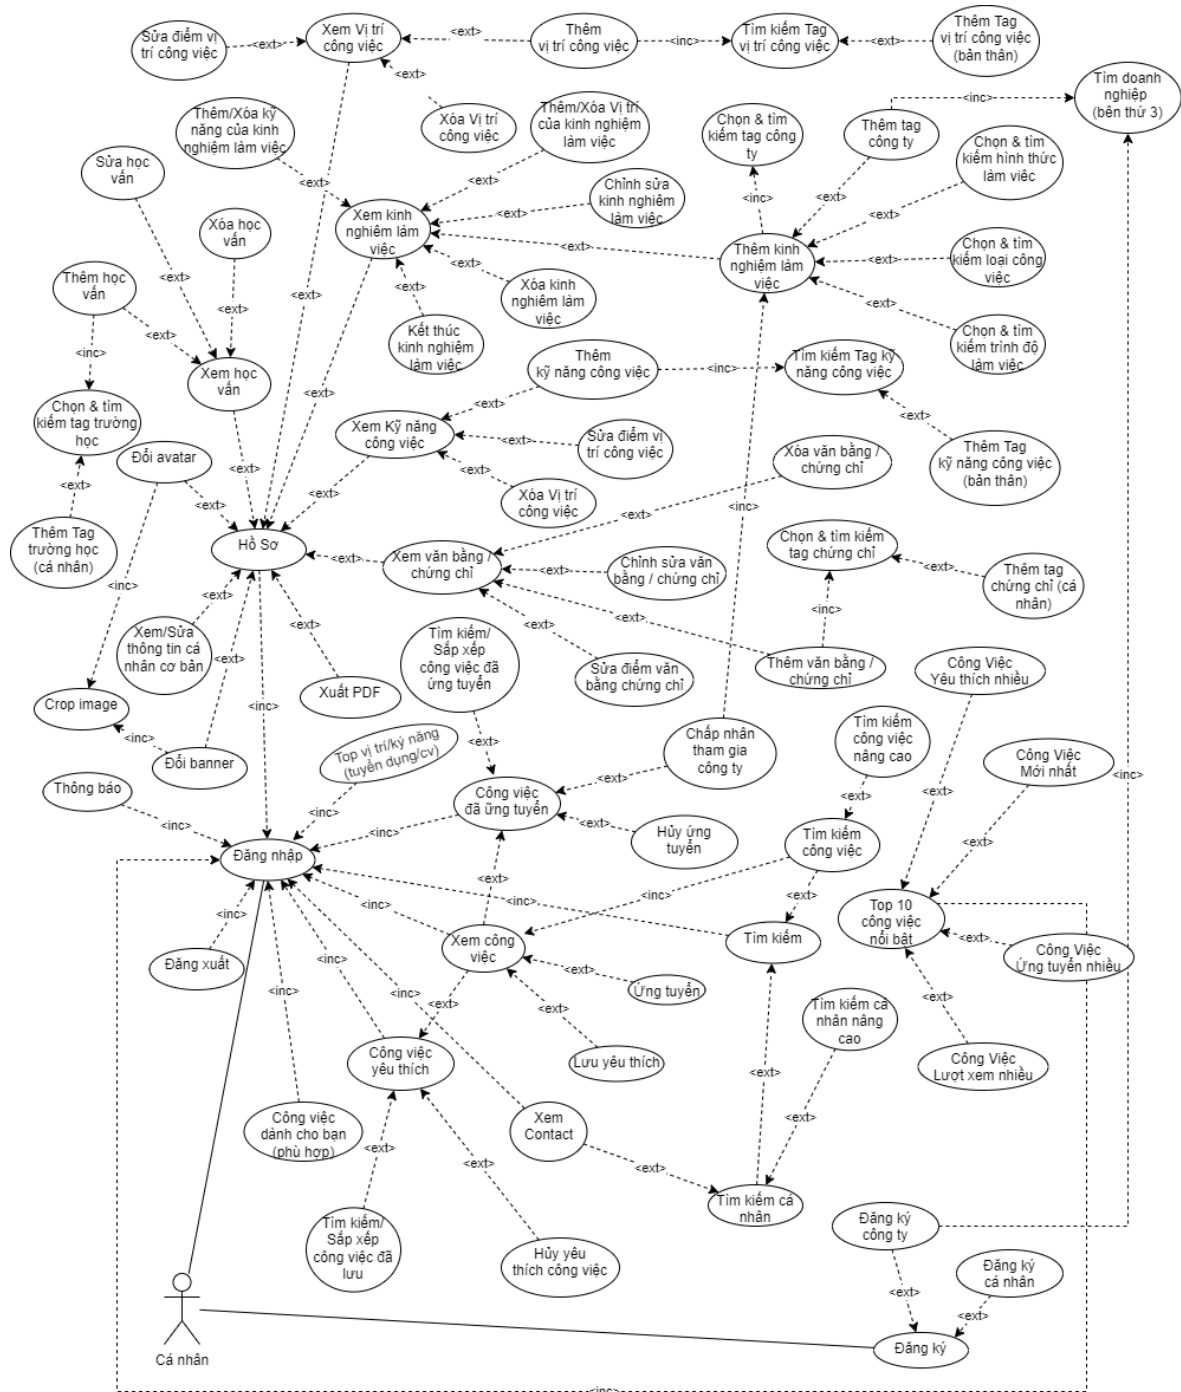 Sửa điểm vị
trí công việc
<ext>
Xem Vị trí
công việc
<ext>
Thêm
vị trí công việc
<inc>
Tìm kiếm Tag
vị trí công việc
<ext>
Thêm Tag
vị trí công việc
(bản thân)
Tìm doanh
nghiệp
(bên thứ 3)
<inc>
<ext>
Xóa Vị trí
công việc
Thêm/Xóa kỹ
năng của kinh
nghiệm làm việc
Thêm/Xóa Vị trí
của kinh nghiệm
làm việc
Chọn & tìm
kiếm tag công
ty
Thêm tag
công ty
Chọn & tìm
kiếm hình thức
làm việc
Sửa học
vấn
<ext>
<ext>
<ext>
<ext>
<ext>
Chỉnh sửa
kinh nghiệm
làm việc
<inc>
<ext>
Xóa học
vấn
Xem kinh
nghiệm làm
việc
<ext>
<ext>
Thêm kinh
nghiệm làm
việc
<ext>
Chọn & tìm
kiếm loại công
việc
Thêm học
vấn
<ext>
<ext>
<ext>
Xóa kinh
nghiệm làm
việc
<ext>
<ext>
<ext>
Kết thúc
kinh nghiệm
làm việc
Chọn & tìm
kiếm trình độ
làm việc
<inc>
Xem học
vấn
Thêm
kỹ năng công việc
<inc>
Tìm kiếm Tag kỹ
năng công việc
<ext>
Chọn & tìm
kiếm tag trường
học
<ext>
<ext>
Xem Kỹ năng
công việc
<ext>
Sửa điểm vị
trí công việc
<ext>
Thêm Tag
kỹ năng công việc
(bản thân)
Đổi avatar
<ext>
<ext>
Xóa Vị trí
công việc
Xóa văn bằng /
chứng chỉ
<ext>
<ext>
<ext>
<inc>
<ext>
Thêm Tag
trường học
(cá nhân)
Hồ Sơ
<ext>
Xem văn bằng /
chứng chỉ
<ext>
Chỉnh sửa văn
bằng / chứng chỉ
Chọn & tìm kiếm
tag chứng chỉ
<ext>
Thêm tag
chứng chỉ (cá
nhân)
<inc>
<ext>
<ext>
<ext>
<ext>
<ext>
<inc>
Xem/Sửa
thông tin cá
nhân cơ bản
Tìm kiếm/
Sắp xếp
công việc đã
ứng tuyển
Sửa điểm văn
bằng chứng chỉ
Thêm văn bằng /
chứng chỉ
Công Việc
Yêu thích nhiều
Crop image
<inc>
Xuất PDF
<inc>
Đổi banner
Top vị trí/kỹ năng
(tuyển dụng/cv)
<ext>
Chấp nhân
tham gia
công ty
Tìm kiếm
công việc
nâng cao
Công Việc
Mới nhất
<inc>
Thông báo
<inc>
<inc>
Công việc
đã ứng tuyển
<ext>
<ext>
<ext>
<inc>
<ext>
Hủy ứng
tuyển
Tìm kiếm
công việc
<ext>
Đăng nhập
<ext>
<inc>
<ext>
<inc>
<inc>
<inc>
Top 10
công việc
nổi bật
<ext>
Công Việc
Ứng tuyển nhiều
Đăng xuất
<inc>
Xem công
việc
Tìm kiếm
<ext>
Ứng tuyển
<inc>
<inc>
<ext>
<ext>
Tìm kiếm cá
nhân nâng
cao
<ext>
Công việc
yêu thích
Lưu yêu thích
Công Việc
Lượt xem nhiều
<ext>
<ext>
Công việc
dành cho bạn
(phù hợp)
Xem
Contact
<ext>
<ext>
<ext>
Tìm kiếm cá
nhân
Tìm kiếm/
Sắp xếp
công việc đã
lưu
Hủy yêu
thích công việc
Đăng ký
công ty
Đăng ký
cá nhân
<ext>
<ext>
Cá nhân
Đăng ký
<inc>